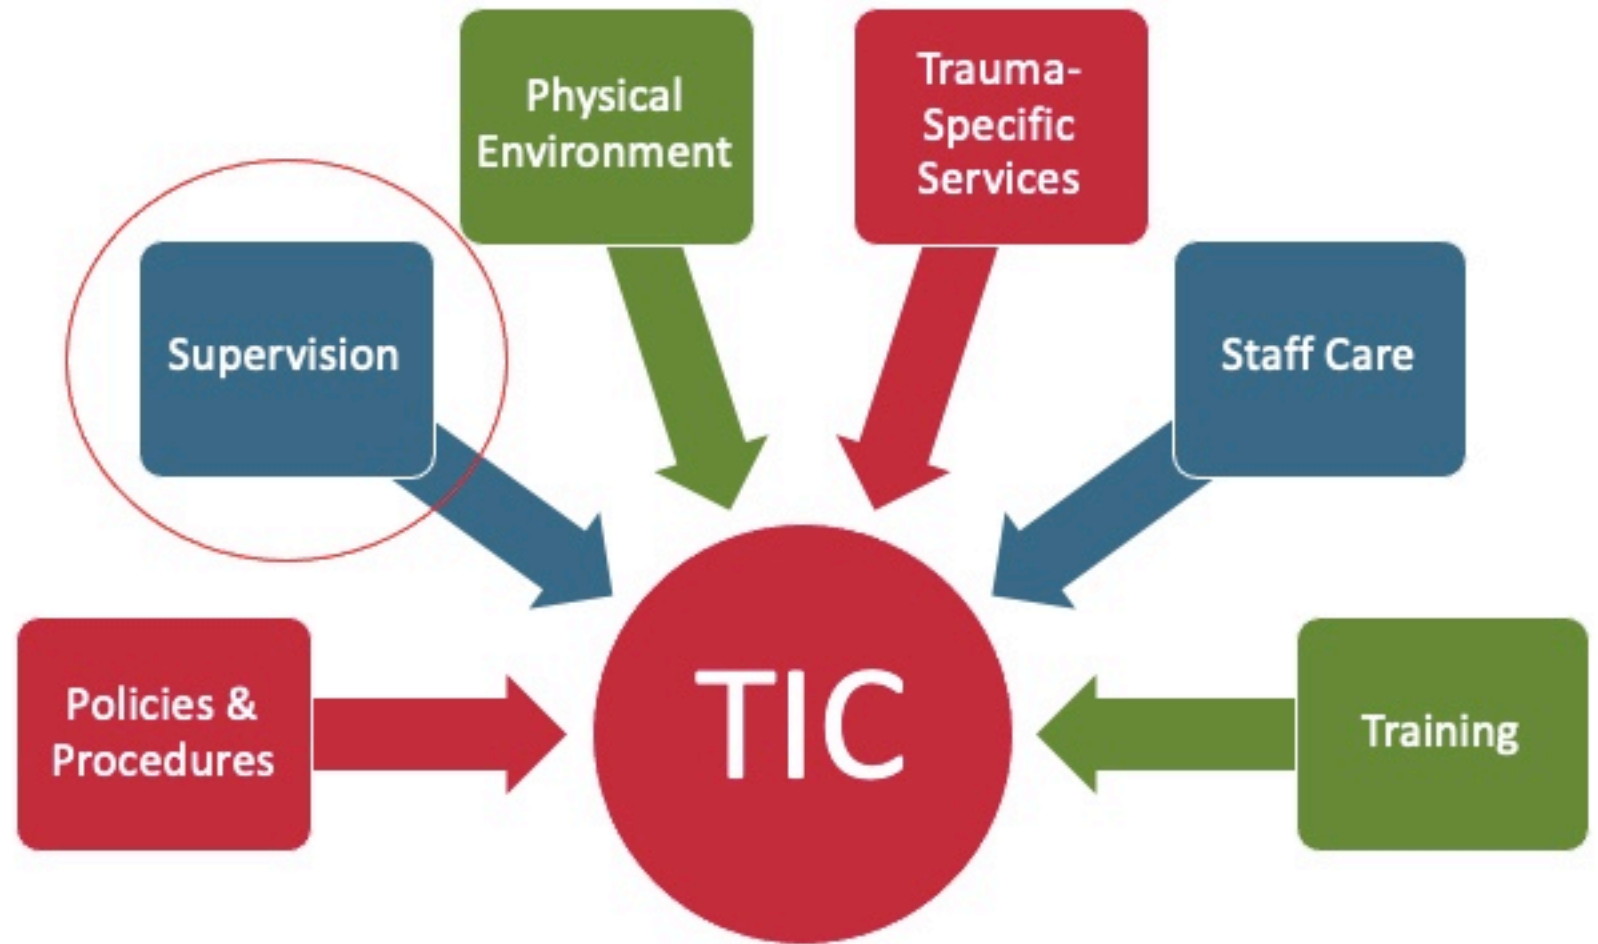 Physical
Environment
Trauma-
Specific
Services
Supervision
Staff Care
Policies &
Procedures
TIC
Training